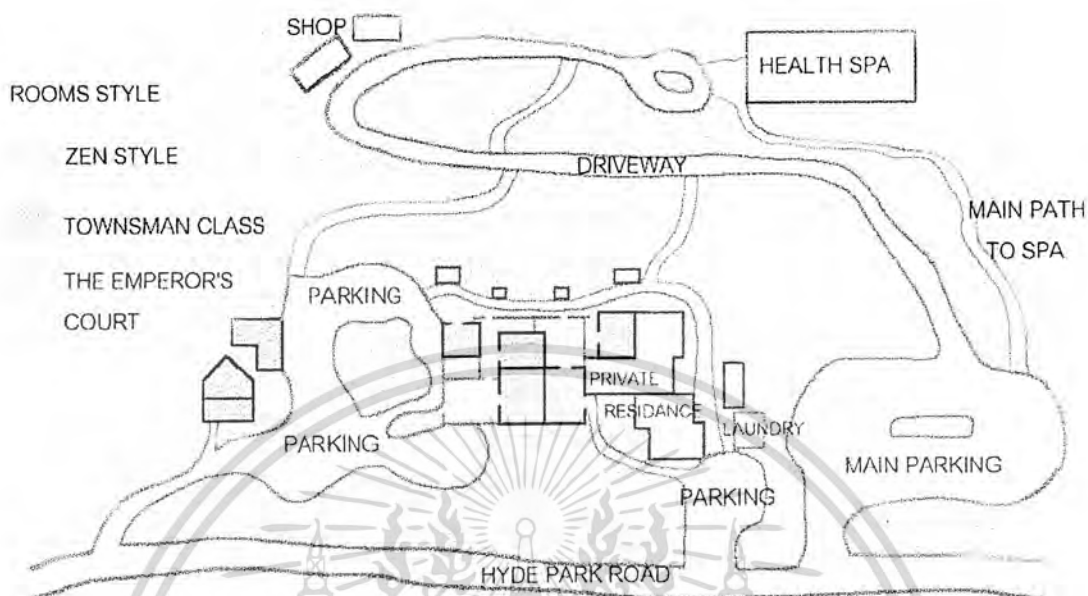 SHOP
HEALTH SPA
ROOMS STYLE
ZEN STYLE
DRIVEWAY
TOWNSMAN CLASS
MAIN PATH
TO SPA
THE EMPEROR'S
COURT
PARKING
PRIVATE
RESIDANCE
LAUNDRY
PARKING
MAIN PARKING
PARKING
HYDE PARK ROAD